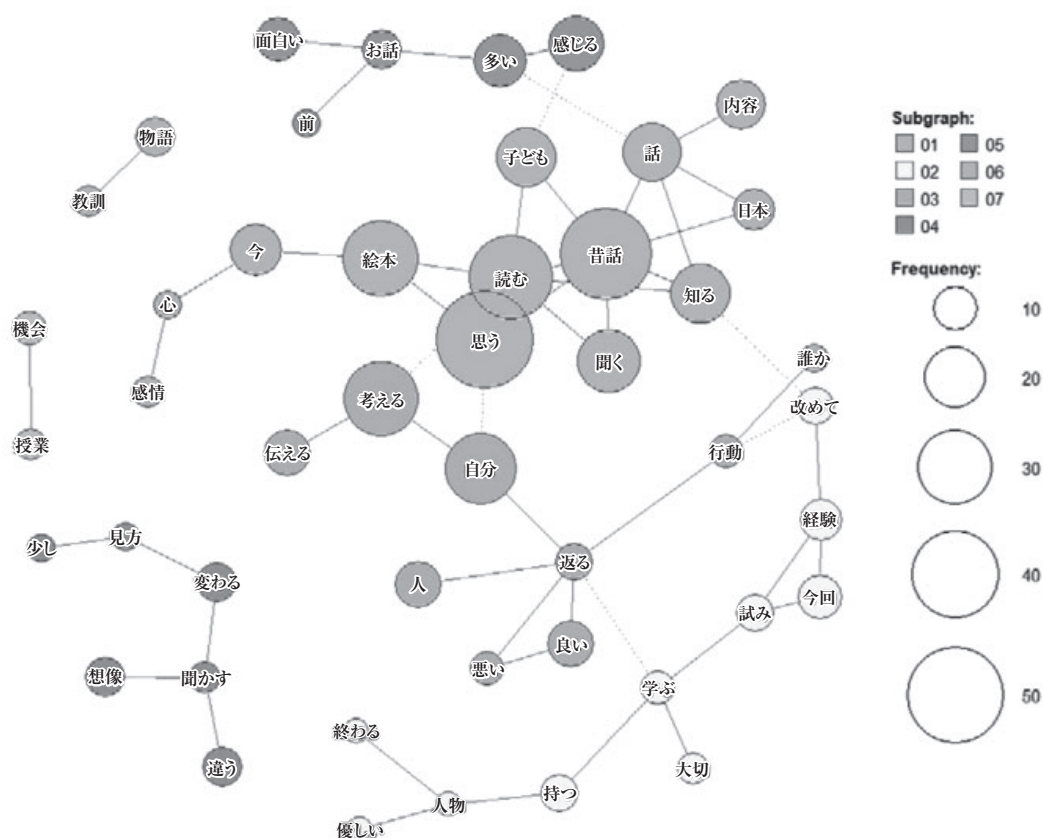 面白い
お話
多い
感じる
前
物語
教訓
子ども
話
内容
日本
今
絵本
読む
昔話
知る
心
感情
思う
聞く
機会
授業
考える
伝える
自分
誰か
改めて
行動
経験
今回
試み
返る
人
悪い
良い
少し
見方
変わる
想像
聞かす
違う
学ぶ
大切
終わる
人物
持つ
優しい
Subgraph:
01 05
02 06
03 07
04
Frequency:
10
20
30
40
50